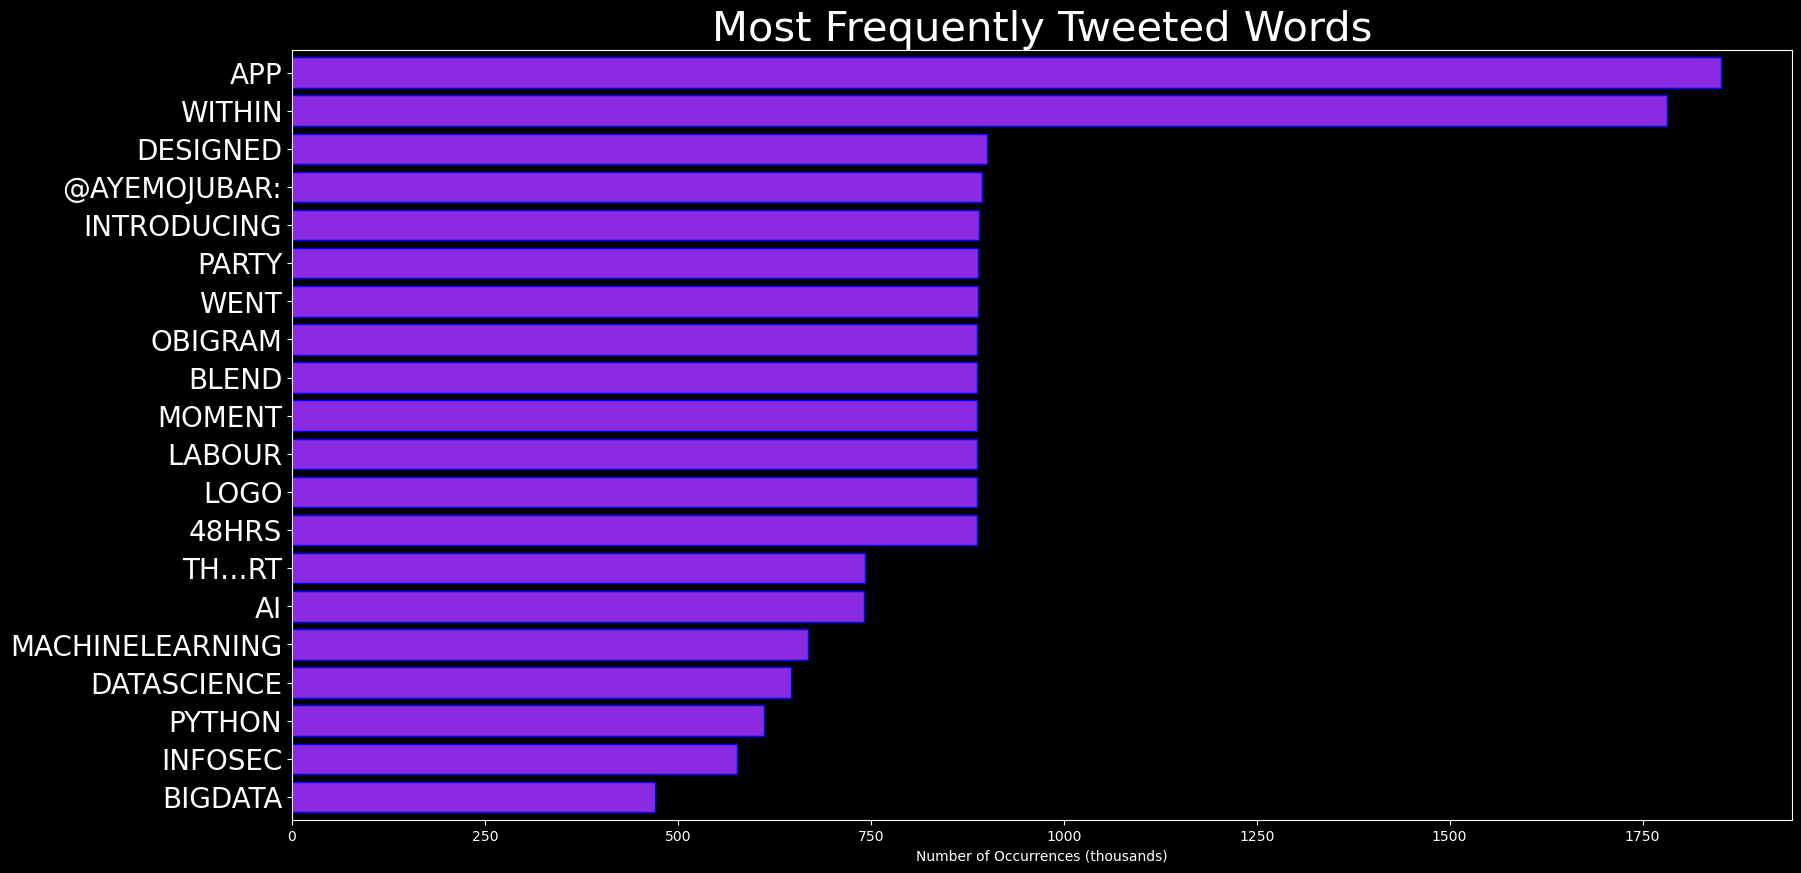 Most Frequently Tweeted Words
APP
WITHIN
DESIGNED
@AYEMOJUBAR:
INTRODUCING
PARTY
WENT
OBIGRAM
BLEND
MOMENT
LABOUR
LOGO
48HRS
TH…RT
AI
MACHINELEARNING
DATASCIENCE
PYTHON
INFOSEC
BIGDATA
0 250 500 750 1000 1250 1500 1750
Number of Occurrences (thousands)